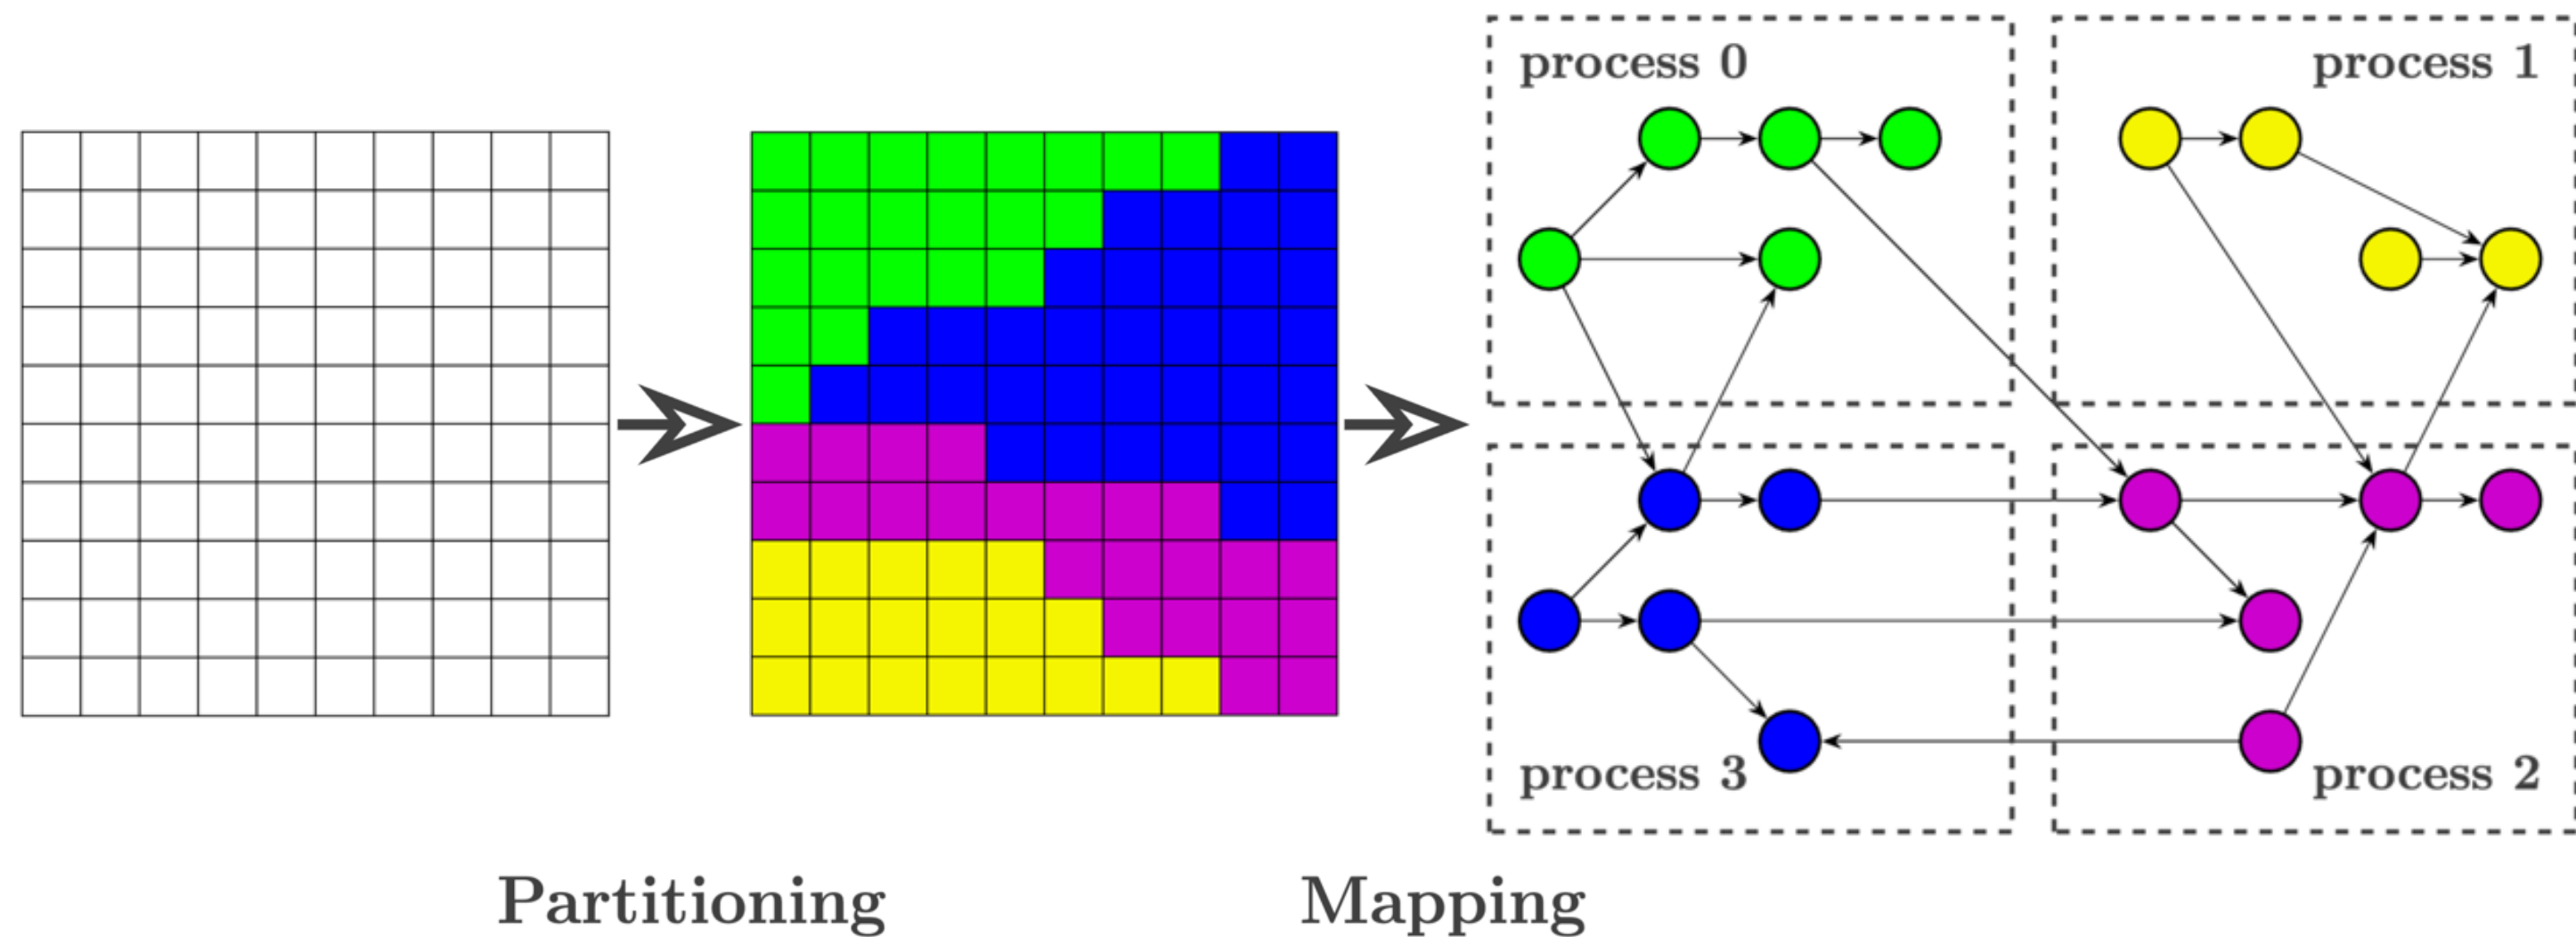 process 0
process 1
process 3
process 2
Partitioning
Mapping